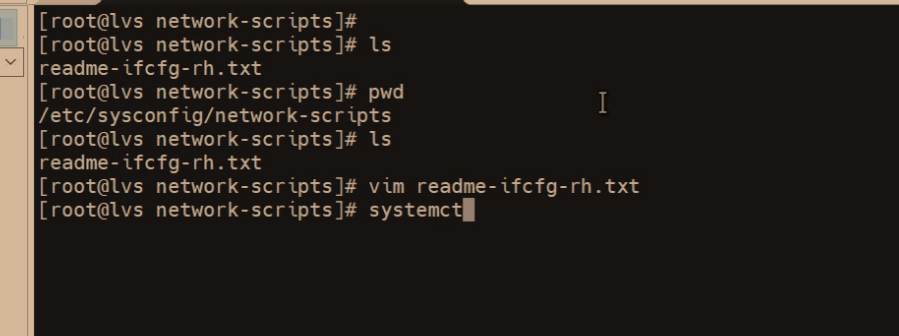 [root@lvs network-scripts]#
[root@lvs network-scripts]# ls
readme-ifcfg-rh.txt
[root@lvs network-scripts]# pwd
/etc/sysconfig/network-scripts
[root@lvs network-scripts]# ls
readme-ifcfg-rh.txt
[root@lvs network-scripts]# vim readme-ifcfg-rh.txt
[root@lvs network-scripts]# systemct